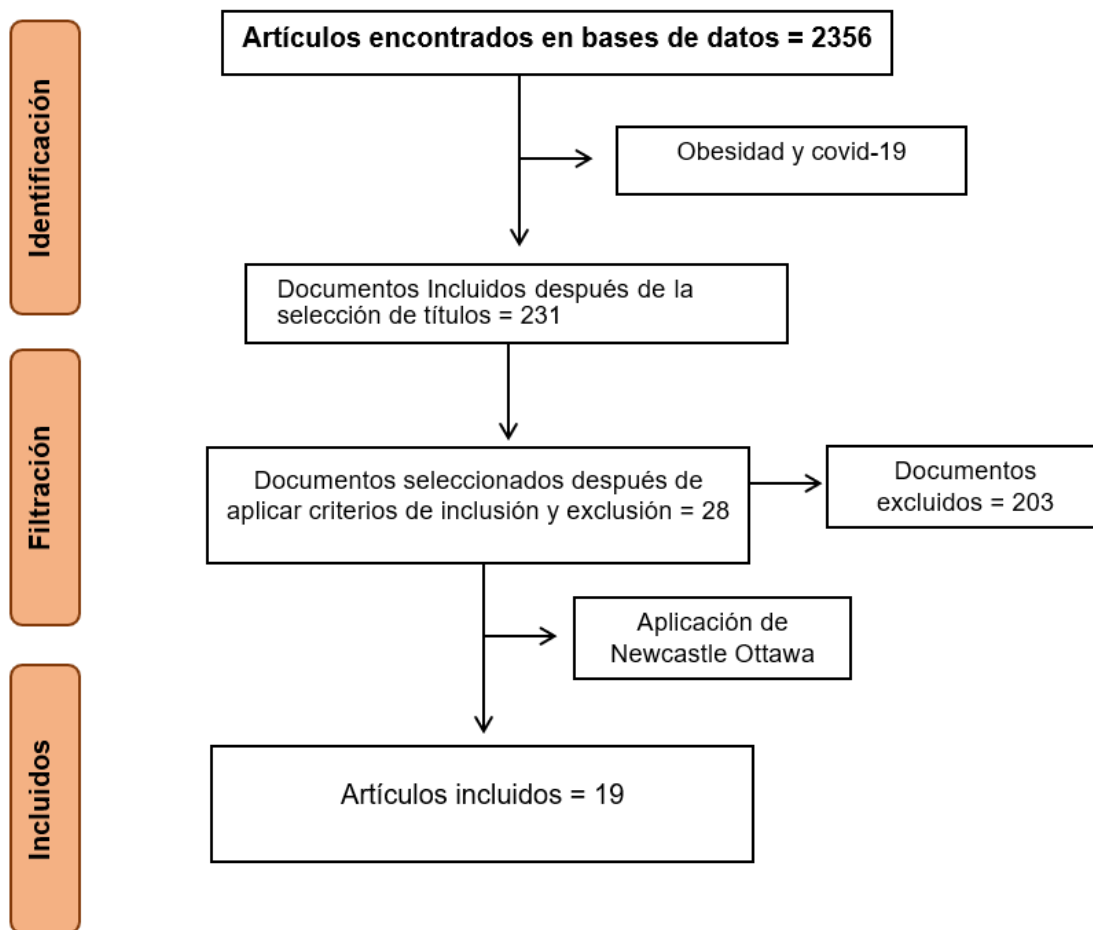 Artículos encontrados en bases de datos = 2356
Identificación
Obesidad y covid-19
Documentos Incluidos después de la
selección de títulos = 231
Filtración
Documentos seleccionados después de
aplicar criterios de inclusión y exclusión = 28
Documentos
excluidos = 203
Aplicación de
Newcastle Ottawa
Incluidos
Artículos incluidos = 19